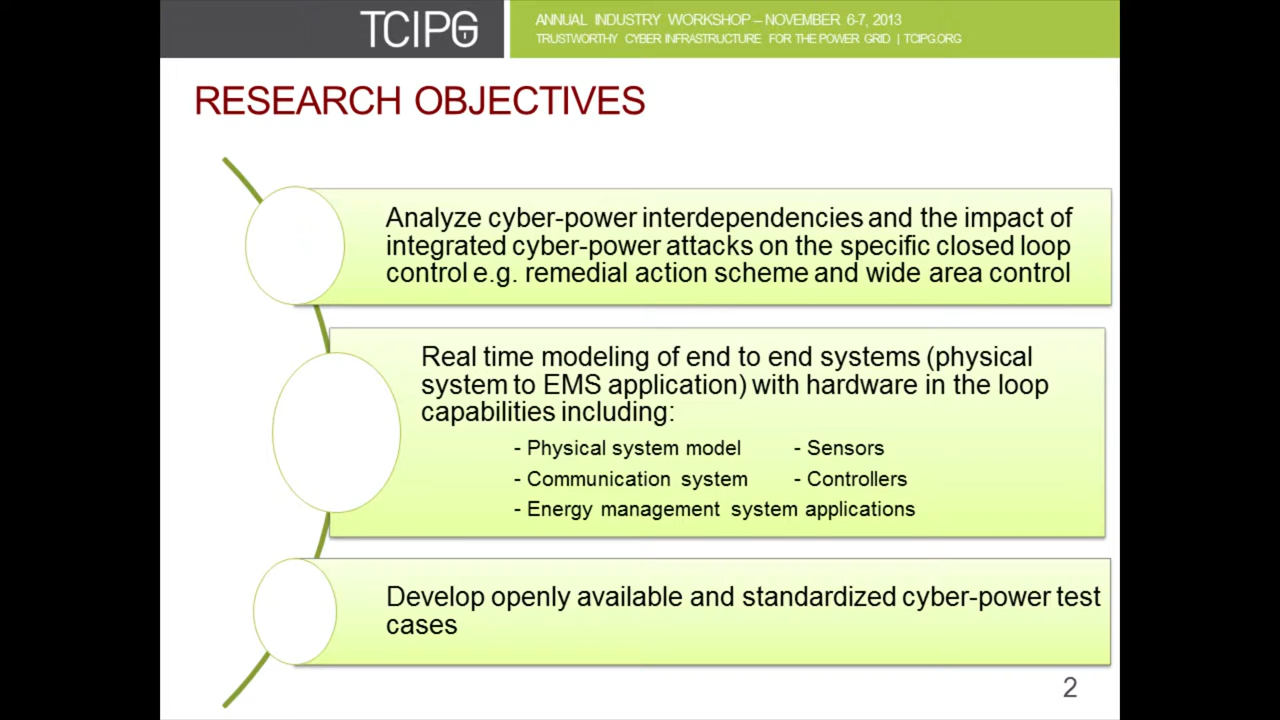 TCIPG
ANNUAL INDUSTRY WORKSHOP – NOVEMBER 6-7, 2013
TRUSTWORTHY CYBER INFRASTRUCTURE FOR THE POWER GRID | TCIPG.ORG
RESEARCH OBJECTIVES
Analyze cyber-power interdependencies and the impact of
integrated cyber-power attacks on the specific closed loop
control e.g. remedial action scheme and wide area control
Real time modeling of end to end systems (physical
system to EMS application) with hardware in the loop
capabilities including:
- Physical system model - Sensors
- Communication system - Controllers
- Energy management system applications
Develop openly available and standardized cyber-power test
cases
2